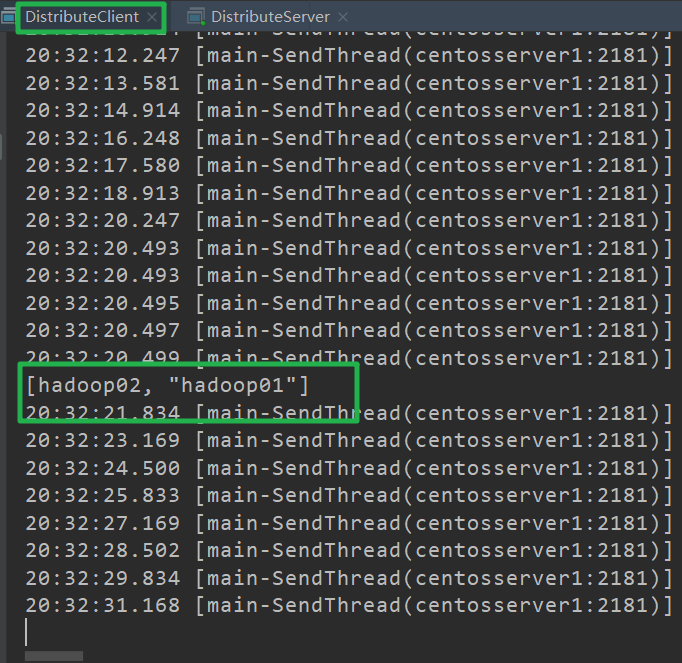 DistributeClient × DistributeServer ×
20:32:12.247 [main-SendThread(centosserver1:2181)]
20:32:13.581 [main-SendThread(centosserver1:2181)]
20:32:14.914 [main-SendThread(centosserver1:2181)]
20:32:16.248 [main-SendThread(centosserver1:2181)]
20:32:17.580 [main-SendThread(centosserver1:2181)]
20:32:18.913 [main-SendThread(centosserver1:2181)]
20:32:20.247 [main-SendThread(centosserver1:2181)]
20:32:20.493 [main-SendThread(centosserver1:2181)]
20:32:20.493 [main-SendThread(centosserver1:2181)]
20:32:20.495 [main-SendThread(centosserver1:2181)]
20:32:20.497 [main-SendThread(centosserver1:2181)]
20:32:20.499 [main-SendThread(centosserver1:2181)]
[hadoop02, "hadoop01"]
20:32:21.834 [main-SendThread(centosserver1:2181)]
20:32:23.169 [main-SendThread(centosserver1:2181)]
20:32:24.500 [main-SendThread(centosserver1:2181)]
20:32:25.833 [main-SendThread(centosserver1:2181)]
20:32:27.169 [main-SendThread(centosserver1:2181)]
20:32:28.502 [main-SendThread(centosserver1:2181)]
20:32:29.834 [main-SendThread(centosserver1:2181)]
20:32:31.168 [main-SendThread(centosserver1:2181)]